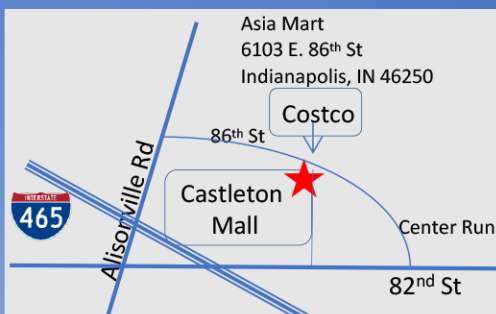 Asia Mart
6103 E. 86th St
Indianapolis, IN 46250
Costco
86th St
Alisonville Rd
Castleton
Mall
INTERSTATE
465
Center Run
82nd St